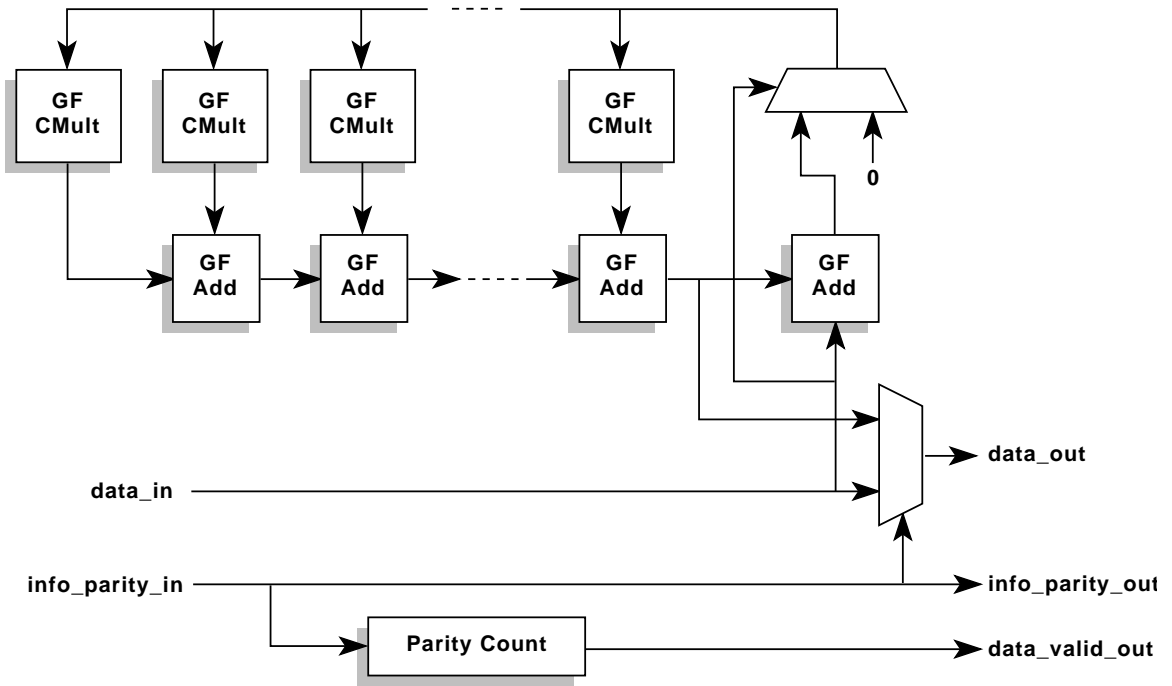 GF
CMult
GF
CMult
GF
CMult
GF
CMult
0
GF
Add
GF
Add
GF
Add
GF
Add
data_out
data_in
info_parity_in
info_parity_out
Parity Count
data_valid_out